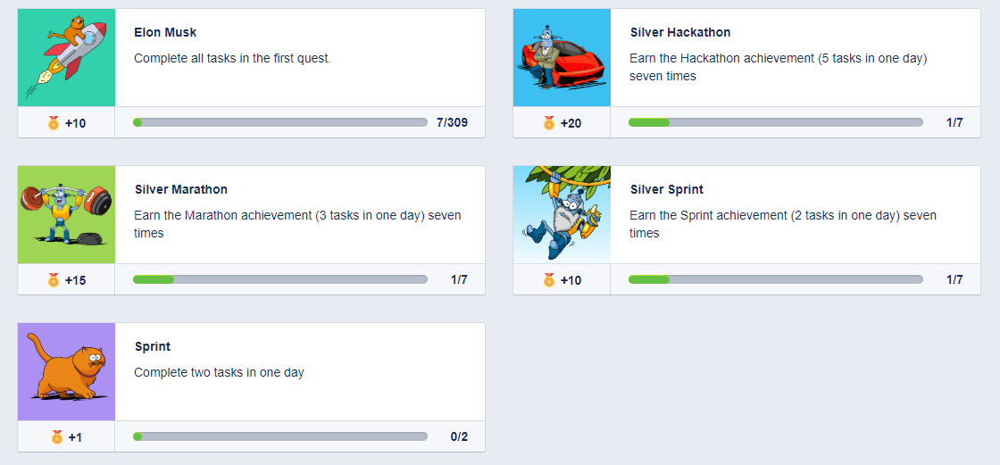 Elon Musk
Complete all tasks in the first quest.
+10
7/309
Silver Hackathon
Earn the Hackathon achievement (5 tasks in one day)
seven times
+20
1/7
Silver Marathon
Earn the Marathon achievement (3 tasks in one day) seven
times
+15
1/7
Silver Sprint
Earn the Sprint achievement (2 tasks in one day) seven
times
+10
1/7
Sprint
Complete two tasks in one day
+1
0/2